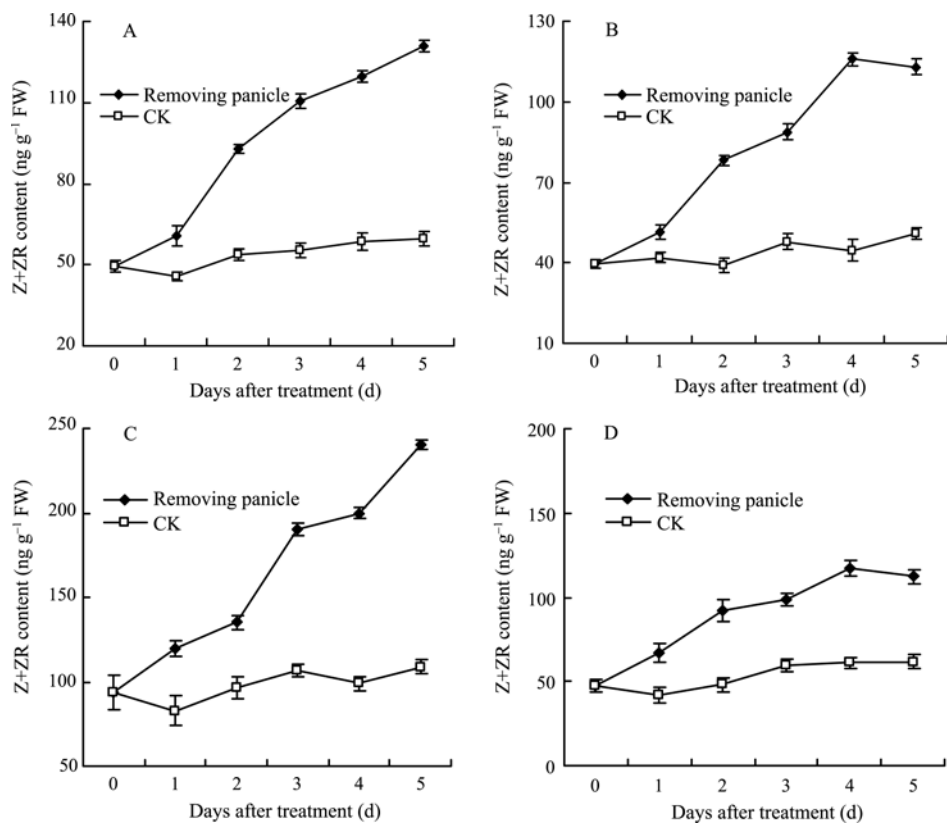 A
140
110
80
50
20
Z+ZR content (ng g⁻¹ FW)
Removing panicle
CK
0 1 2 3 4 5
Days after treatment (d)
B
130
100
70
40
10
Z+ZR content (ng g⁻¹ FW)
Removing panicle
CK
0 1 2 3 4 5
Days after treatment (d)
C
250
200
150
100
50
Z+ZR content (ng g⁻¹ FW)
Removing panicle
CK
0 1 2 3 4 5
Days after treatment (d)
D
200
150
100
50
0
Z+ZR content (ng g⁻¹ FW)
Removing panicle
CK
0 1 2 3 4 5
Days after treatment (d)